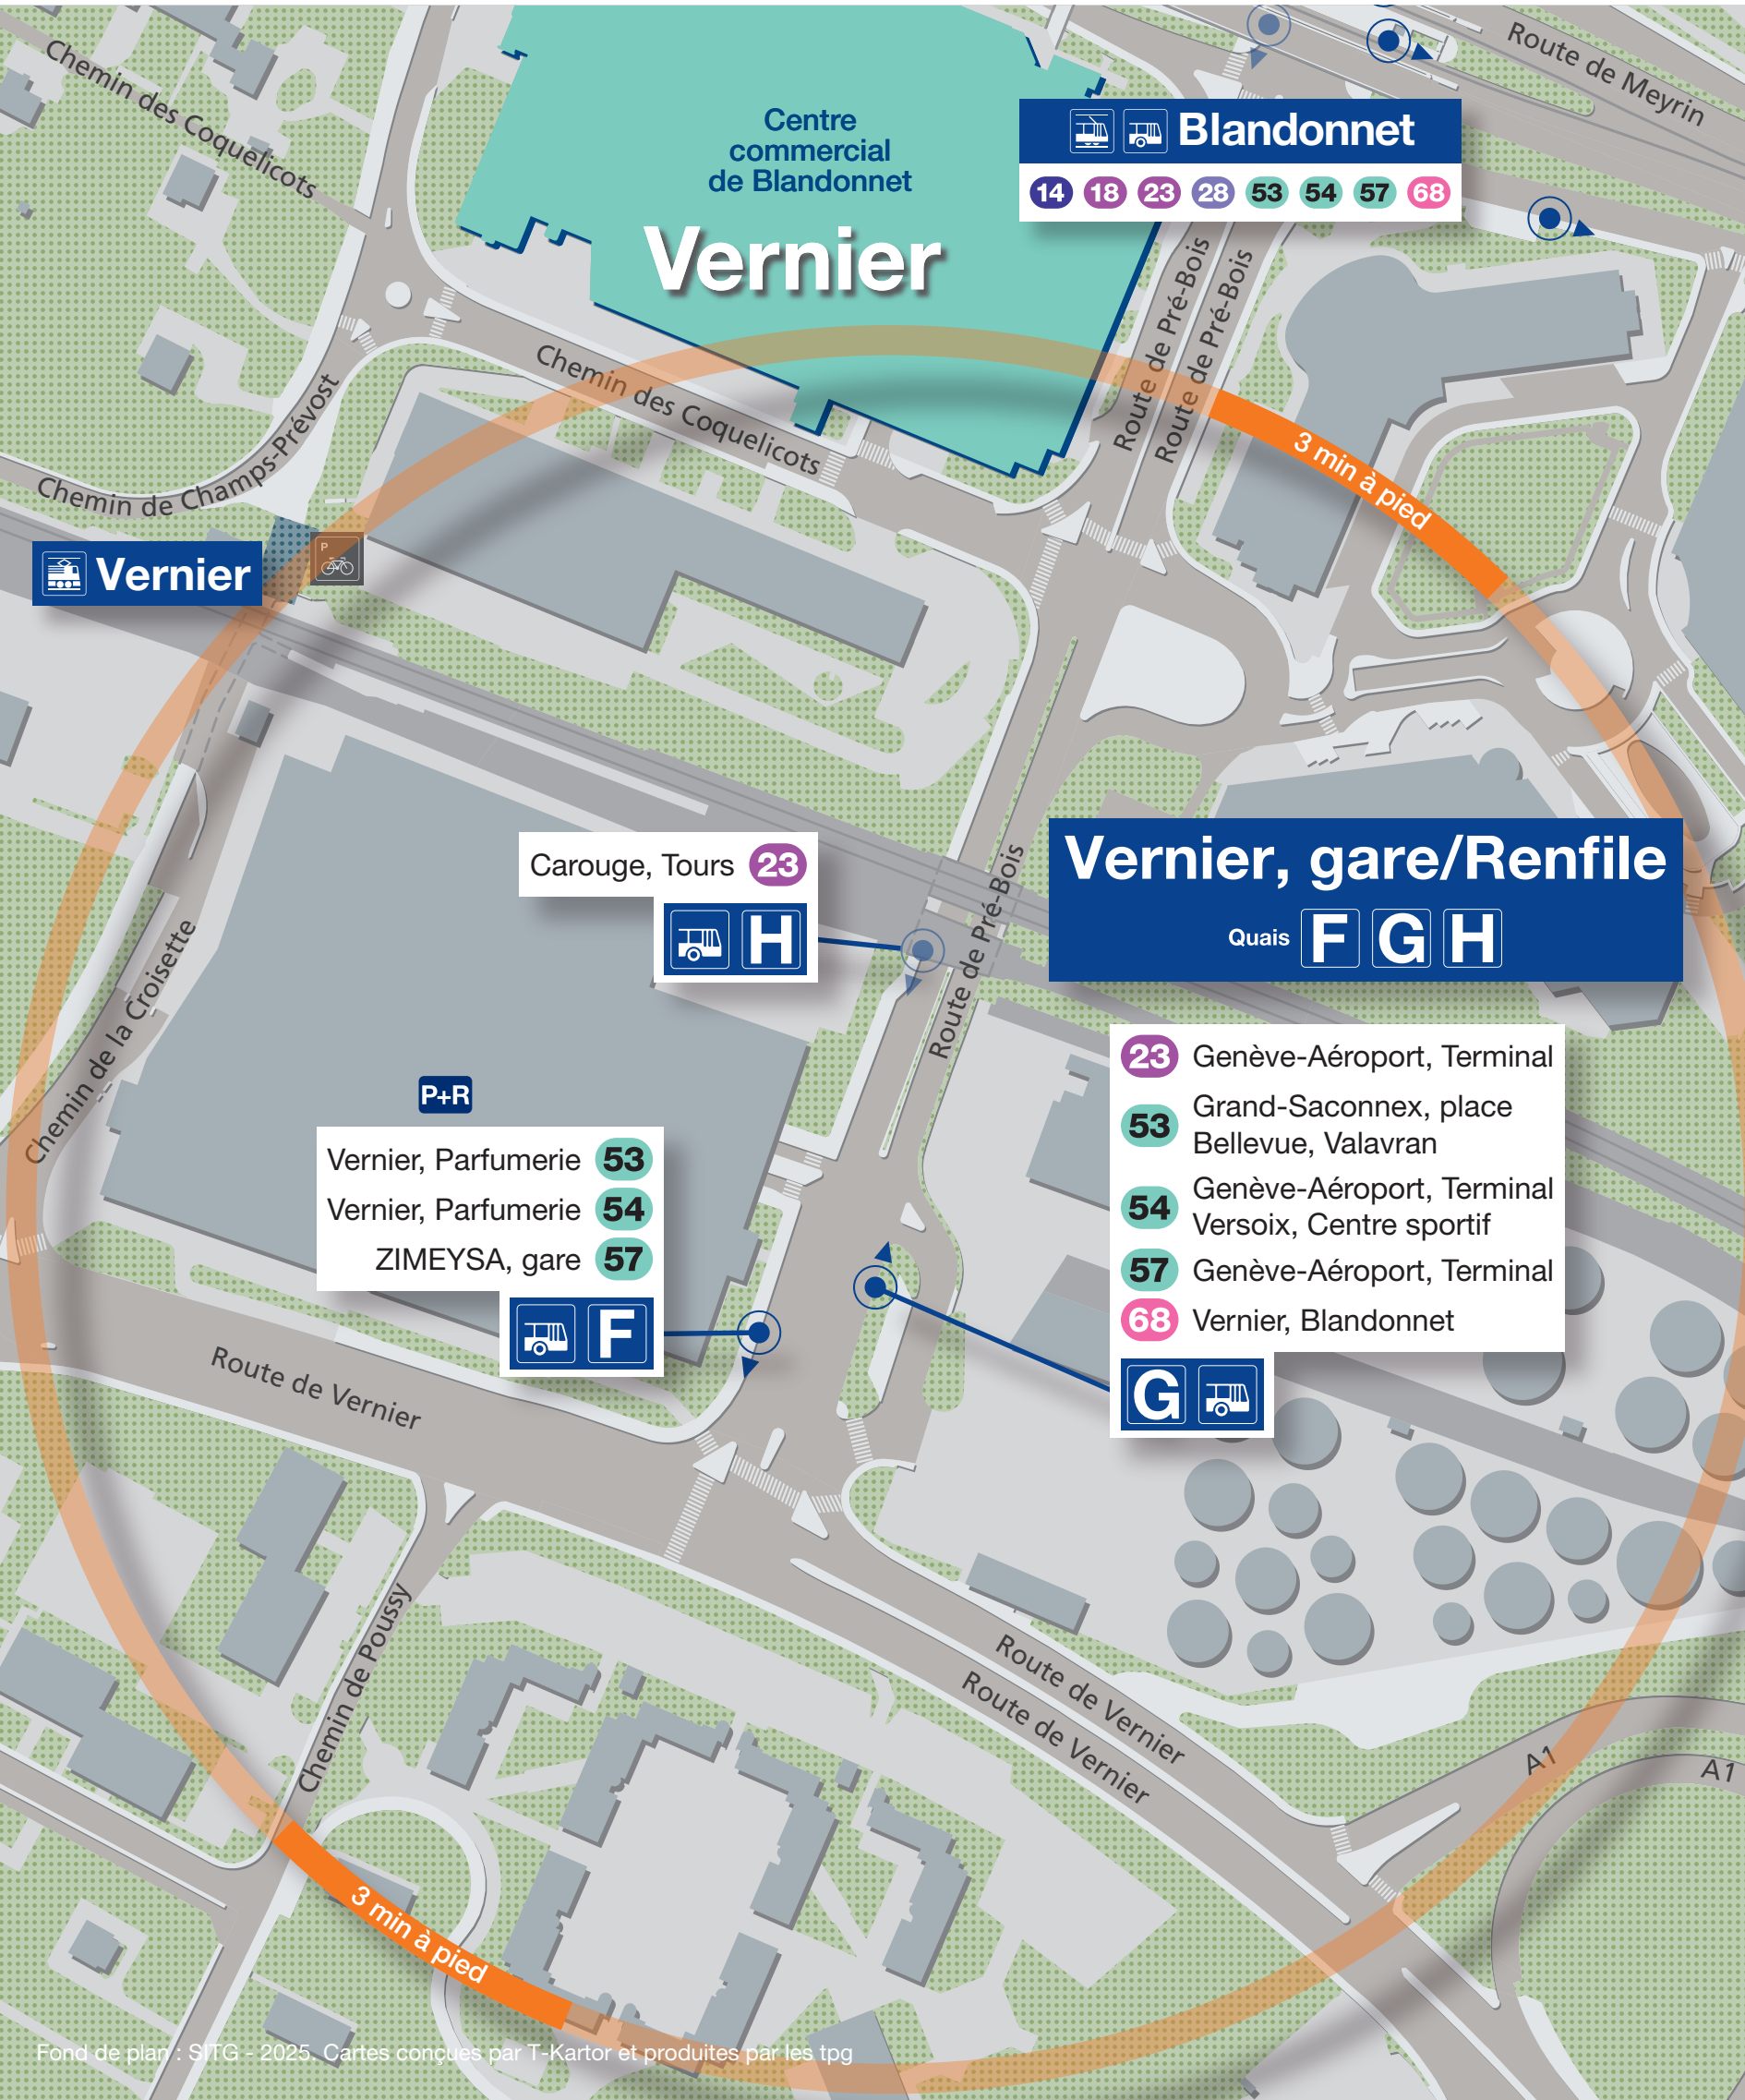 Route de Meyrin
Chemin des Coquelicots
Centre
commercial
de Blandonnet
Vernier
Blandonnet
14 18 23 28 53 54 57 68
Route de Pré-Bois
Route de Pré-Bois
Chemin des Coquelicots
3 min à pied
Chemin de Champs-Prévost
P
Vernier
Carouge, Tours 23
H
Route de Pré-Bois
Route de Pré-Bois
Vernier, gare/Renfile
Quais F G H
Chemin de la Croisette
P+R
Vernier, Parfumerie 53
Vernier, Parfumerie 54
ZIMEYSA, gare 57
F
23 Genève-Aéroport, Terminal
53 Grand-Saconnex, place
Bellevue, Valavran
54 Genève-Aéroport, Terminal
Versoix, Centre sportif
57 Genève-Aéroport, Terminal
68 Vernier, Blandonnet
G
Route de Vernier
Chemin de Poussy
Route de Vernier
Route de Vernier
A1
A1
3 min à pied
Fond de plan : SITG - 2025. Cartes conçues par T-Kartor et produites par les tpg